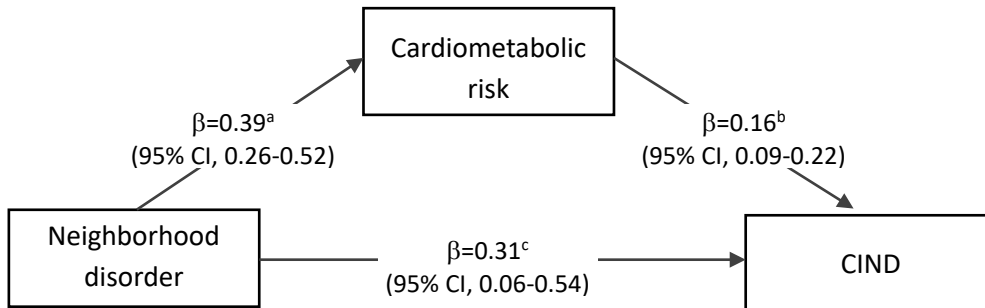 Cardiometabolic
risk
β=0.39ᵃ
(95% CI, 0.26-0.52)
β=0.16ᵇ
(95% CI, 0.09-0.22)
Neighborhood
disorder
β=0.31ᶜ
(95% CI, 0.06-0.54)
CIND